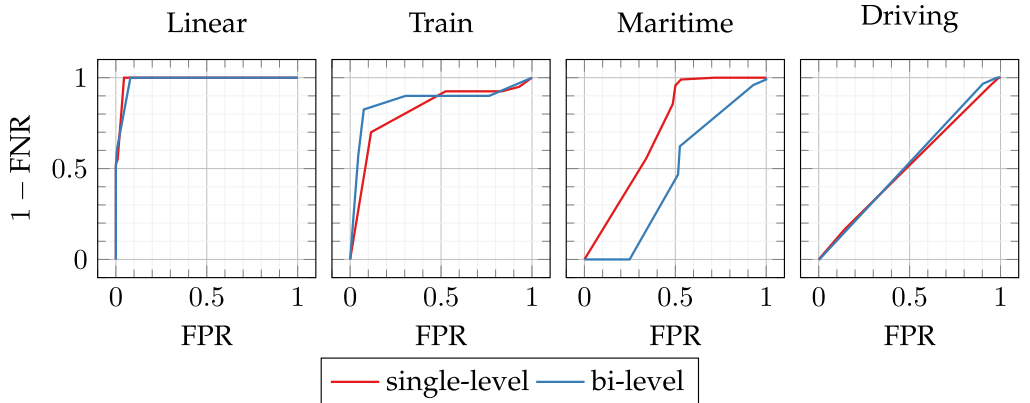 Linear Train Maritime Driving
1
0.5
0
1 − FNR
0 0.5 1 0 0.5 1 0 0.5 1 0 0.5 1
FPR FPR FPR FPR
single-level bi-level